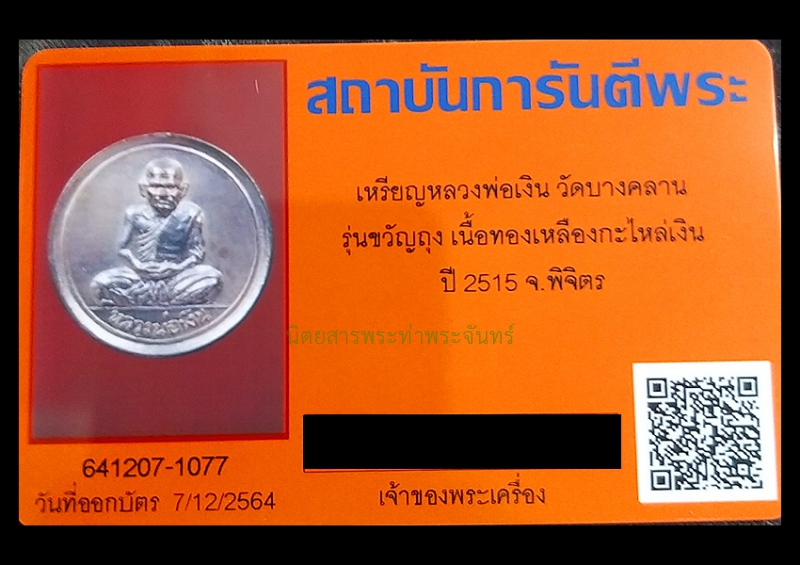 สถาบันการันตีพระ
เหรียญหลวงพ่อเงิน วัดบางคลาน
รุ่นขวัญถุง เนื้อทองเหลืองกะไหล่เงิน
ปี 2515 จ.พิจิตร
หลวงพ่อเงิน
นิตยสารพระท่าพระจันทร์
641207-1077
วันที่ออกบัตร 7/12/2564
เจ้าของพระเครื่อง